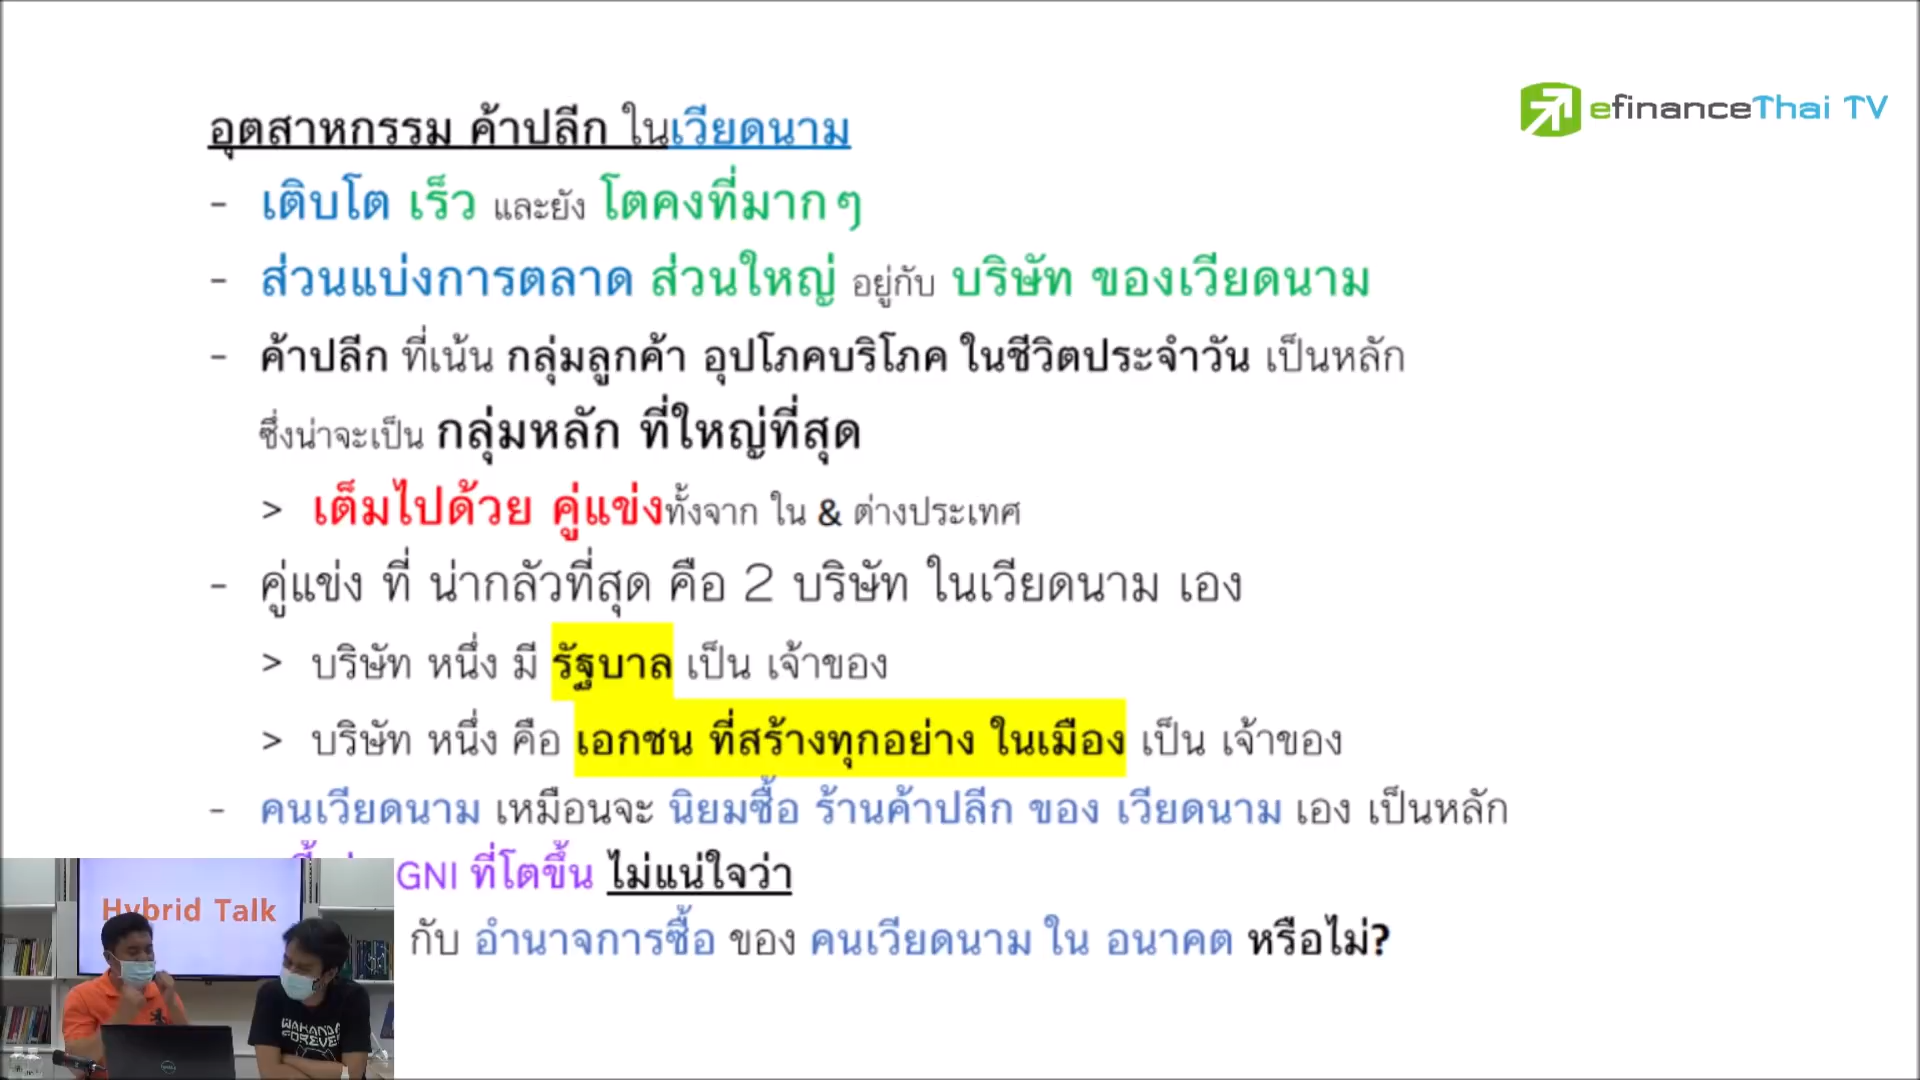 efinanceThai TV
อุตสาหกรรม ค้าปลีก ในเวียดนาม
- เติบโต เร็ว และยัง โตคงที่มากๆ
- ส่วนแบ่งการตลาด ส่วนใหญ่ อยู่กับ บริษัท ของเวียดนาม
- ค้าปลีก ที่เน้น กลุ่มลูกค้า อุปโภคบริโภค ในชีวิตประจำวัน เป็นหลัก
ซึ่งน่าจะเป็น กลุ่มหลัก ที่ใหญ่ที่สุด
> เต็มไปด้วย คู่แข่งทั้งจาก ใน & ต่างประเทศ
- คู่แข่ง ที่ น่ากลัวที่สุด คือ 2 บริษัท ในเวียดนาม เอง
> บริษัท หนึ่ง มี รัฐบาล เป็น เจ้าของ
> บริษัท หนึ่ง คือ เอกชน ที่สร้างทุกอย่าง ในเมือง เป็น เจ้าของ
- คนเวียดนาม เหมือนจะ นิยมซื้อ ร้านค้าปลีก ของ เวียดนาม เอง เป็นหลัก
GNI ที่โตขึ้น ไม่แน่ใจว่า
กับ อำนาจการซื้อ ของ คนเวียดนาม ใน อนาคต หรือไม่?
Hybrid Talk
WAKANDA
FOREVER
DELL